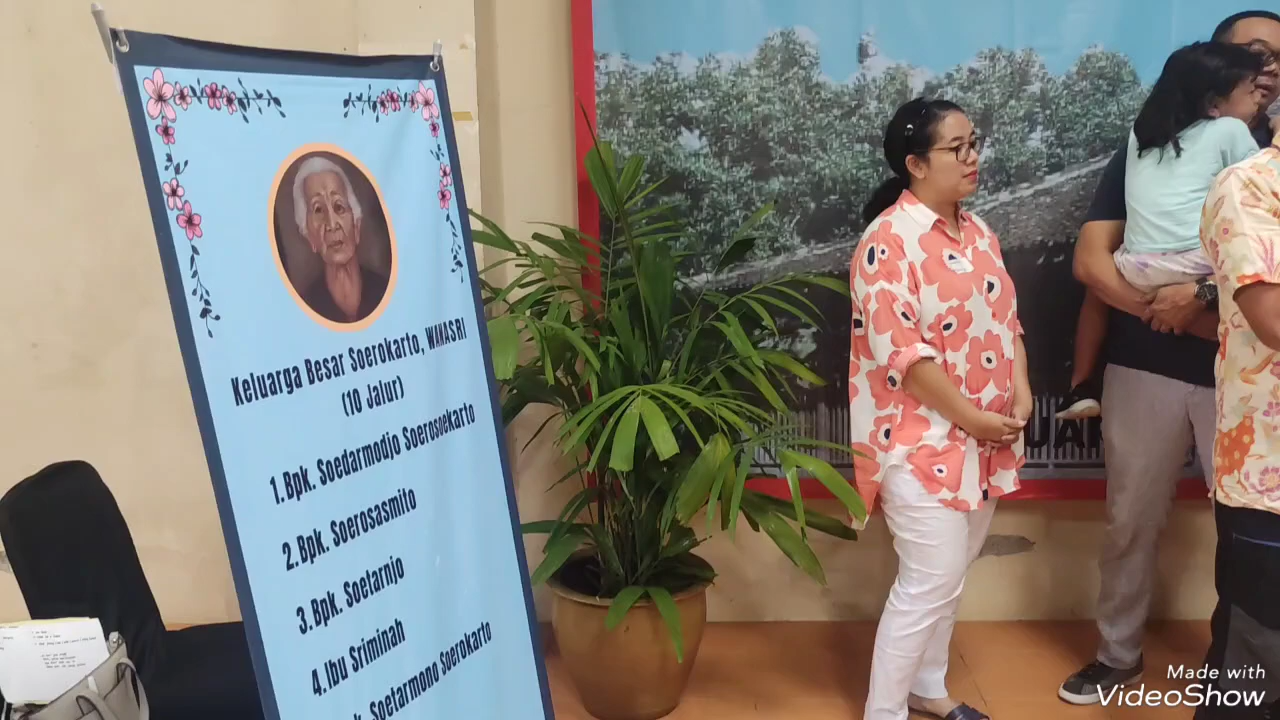 Keluarga Besar Soerokarto, WANASRI
(10 Jalur)
1. Bpk. Soedarmodjo Soerosoekarto
2. Bpk. Soerosasmito
3. Bpk. Soetarnjo
4. Ibu Sriminah
Soetarmono Soerokarto
Made with
VideoShow